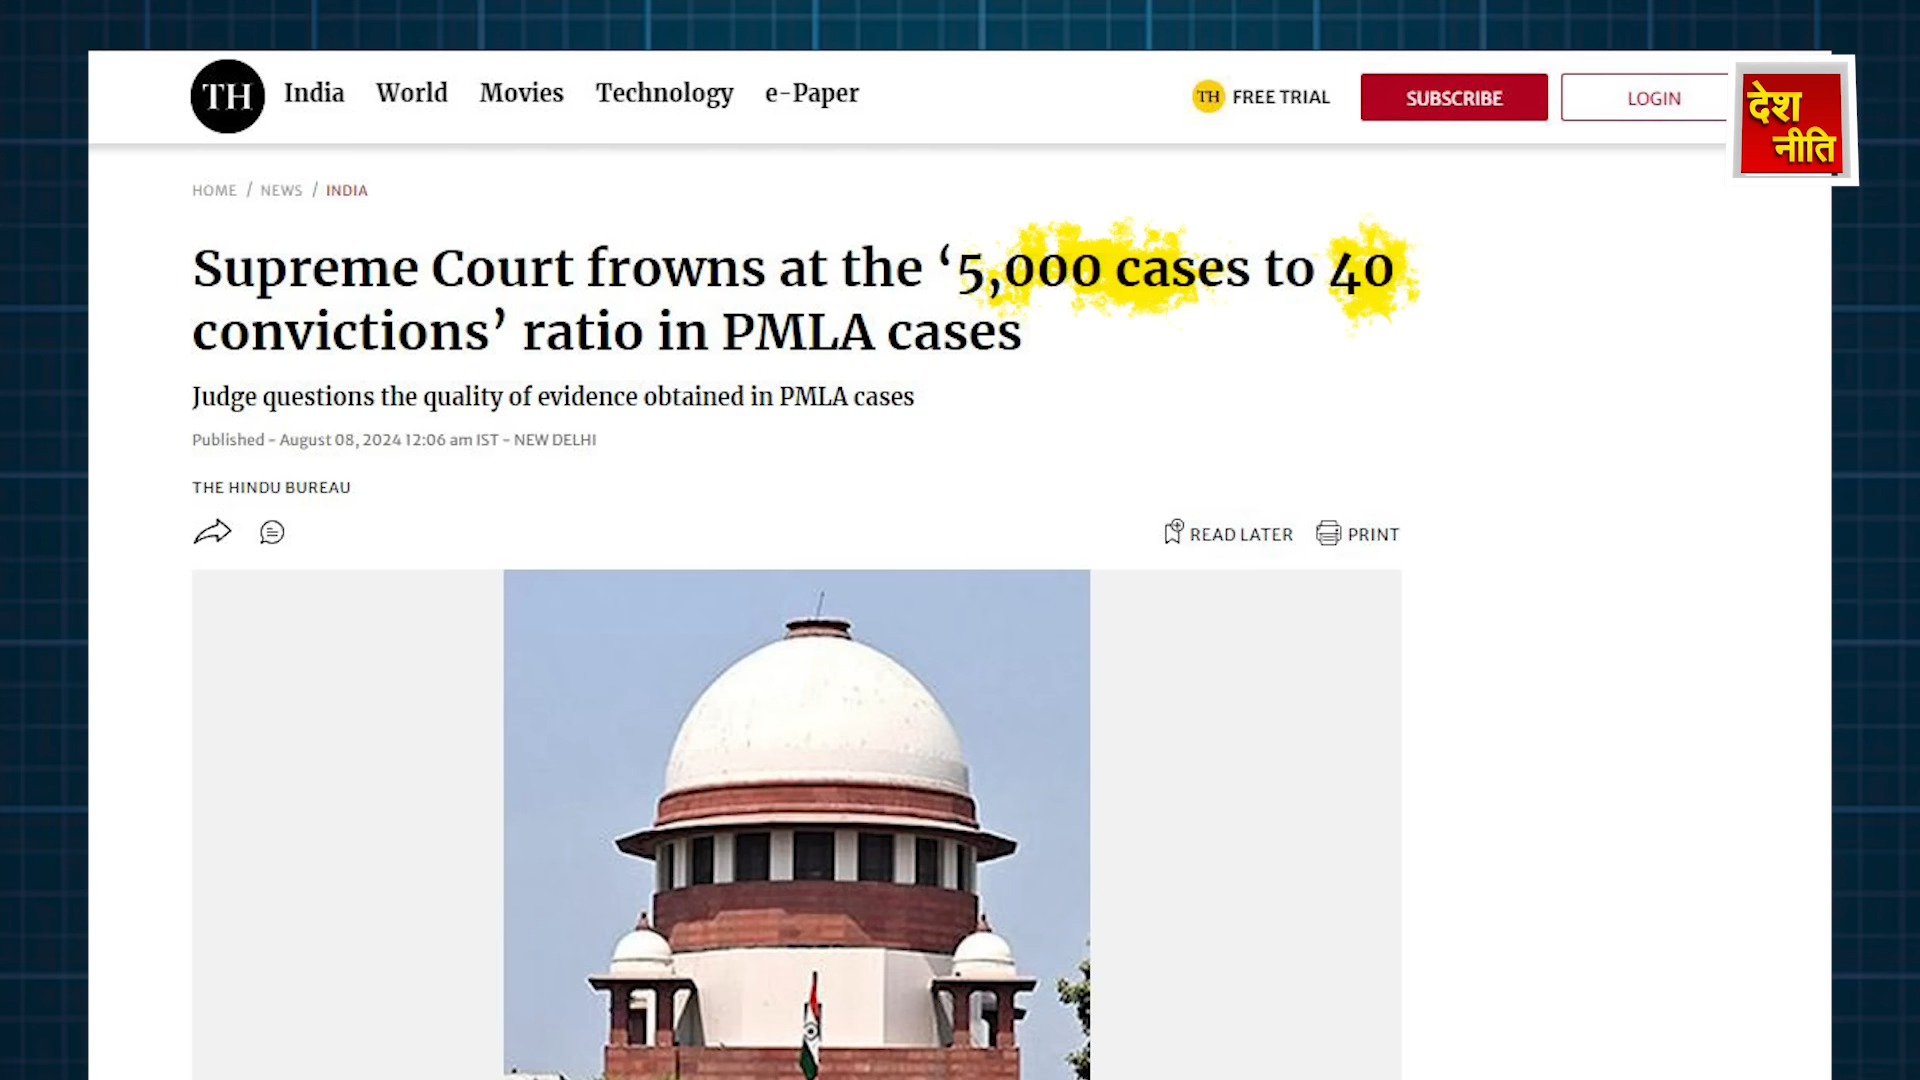 TH India World Movies Technology e-Paper TH FREE TRIAL SUBSCRIBE LOGIN
देश
नीति
HOME / NEWS / INDIA
Supreme Court frowns at the ‘5,000 cases to 40
convictions’ ratio in PMLA cases
Judge questions the quality of evidence obtained in PMLA cases
Published - August 08, 2024 12:06 am IST - NEW DELHI
THE HINDU BUREAU
READ LATER PRINT